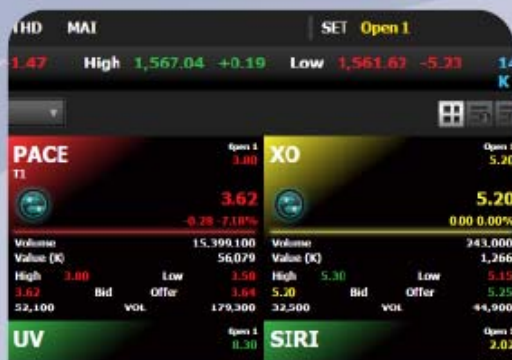 THD MAI SET Open 1
-1.47 High 1,567.04 +0.19 Low 1,561.62 -5.23
K
PACE Open 1 XO Open 1
T1 3.80 5.20
3.62 5.20
-0.28 -7.18% 0.00 0.00%
Volume 15,399,100 Volume 243,000
Value (K) 56,079 Value (K) 1,266
High Low 3.58 High 5.30 Low 5.15
3.62 Bid Offer 3.64 5.20 Bid Offer 5.25
52,100 VOL 179,300 32,500 VOL 44,900
UV Open 1 SIRI Open 1
8.30 2.02